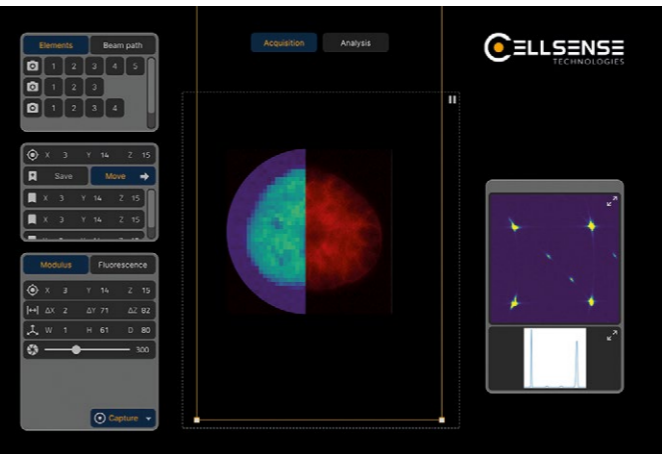 Elements Beam path
1 2 3 4 5
1 2 3
1 2 3 4
X 3 Y 14 Z 15
Save Move
X 3 Y 14 Z 15
X 3 Y 14 Z 15
Modulus Fluorescence
X 3 Y 14 Z 15
ΔX 2 ΔY 71 ΔZ 82
W 1 H 61 D 80
300
Capture
Acquisition Analysis
CELLSENSE
TECHNOLOGIES